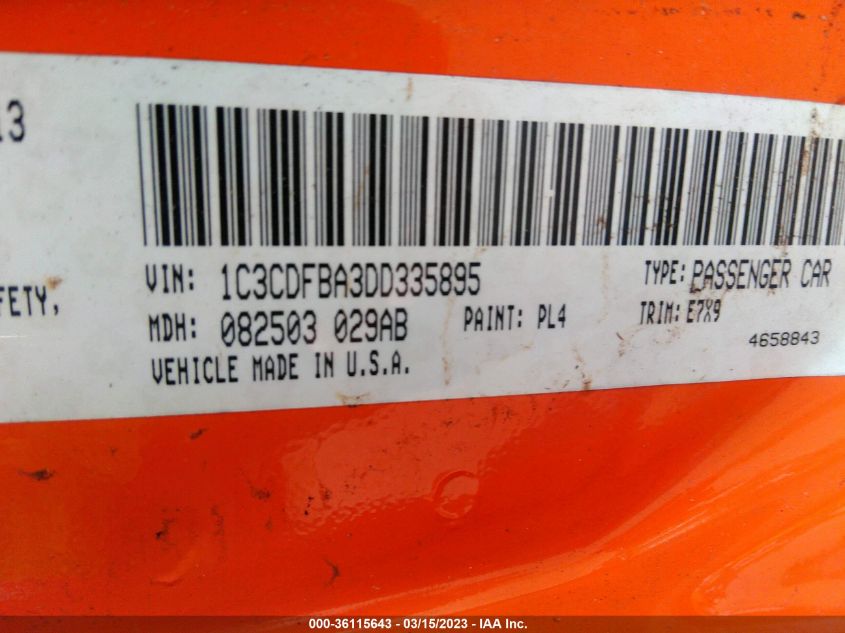 13
FETY,
VIN: 1C3CDFBA3DD335895 TYPE: PASSENGER CAR
MDH: 082503 029AB PAINT: PL4 TRIM: E7X9
VEHICLE MADE IN U.S.A. 4658843
000-36115643 - 03/15/2023 - IAA Inc.